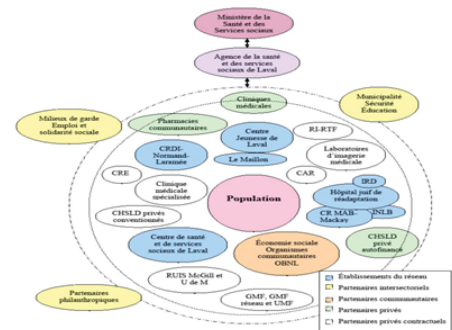 Ministère de la
Santé et des
Services sociaux
Agence de la santé
et des services
sociaux de Laval
Cliniques
médicales
Municipalité
Sécurité
Éducation
Milieux de garde
Emploi et
solidarité sociale
Pharmacies
communautaires
Centre
Jeunesse de
Laval
RI-RTF
CRDI-
Normand-
Laramée
Le Maillon
Laboratoires
d'imagerie
médicale
CRE
CAR
IRD
Clinique
médicale
spécialisée
Population
Hôpital juif de
réadaptation
CHSLD privés
conventionnés
CR MAB-
Mackay
INLB
Centre de santé et
de services
sociaux de Laval
Économie sociale
Organismes
communautaires
OBNL
CHSLD
privé
autofinancé
RUIS McGill et
U de M
Partenaires
philanthropiques
GMF, GMF
réseau et UMF
Établissements du réseau
Partenaires intersectoriels
Partenaires communautaires
Partenaires privés
Partenaires privés contractuels